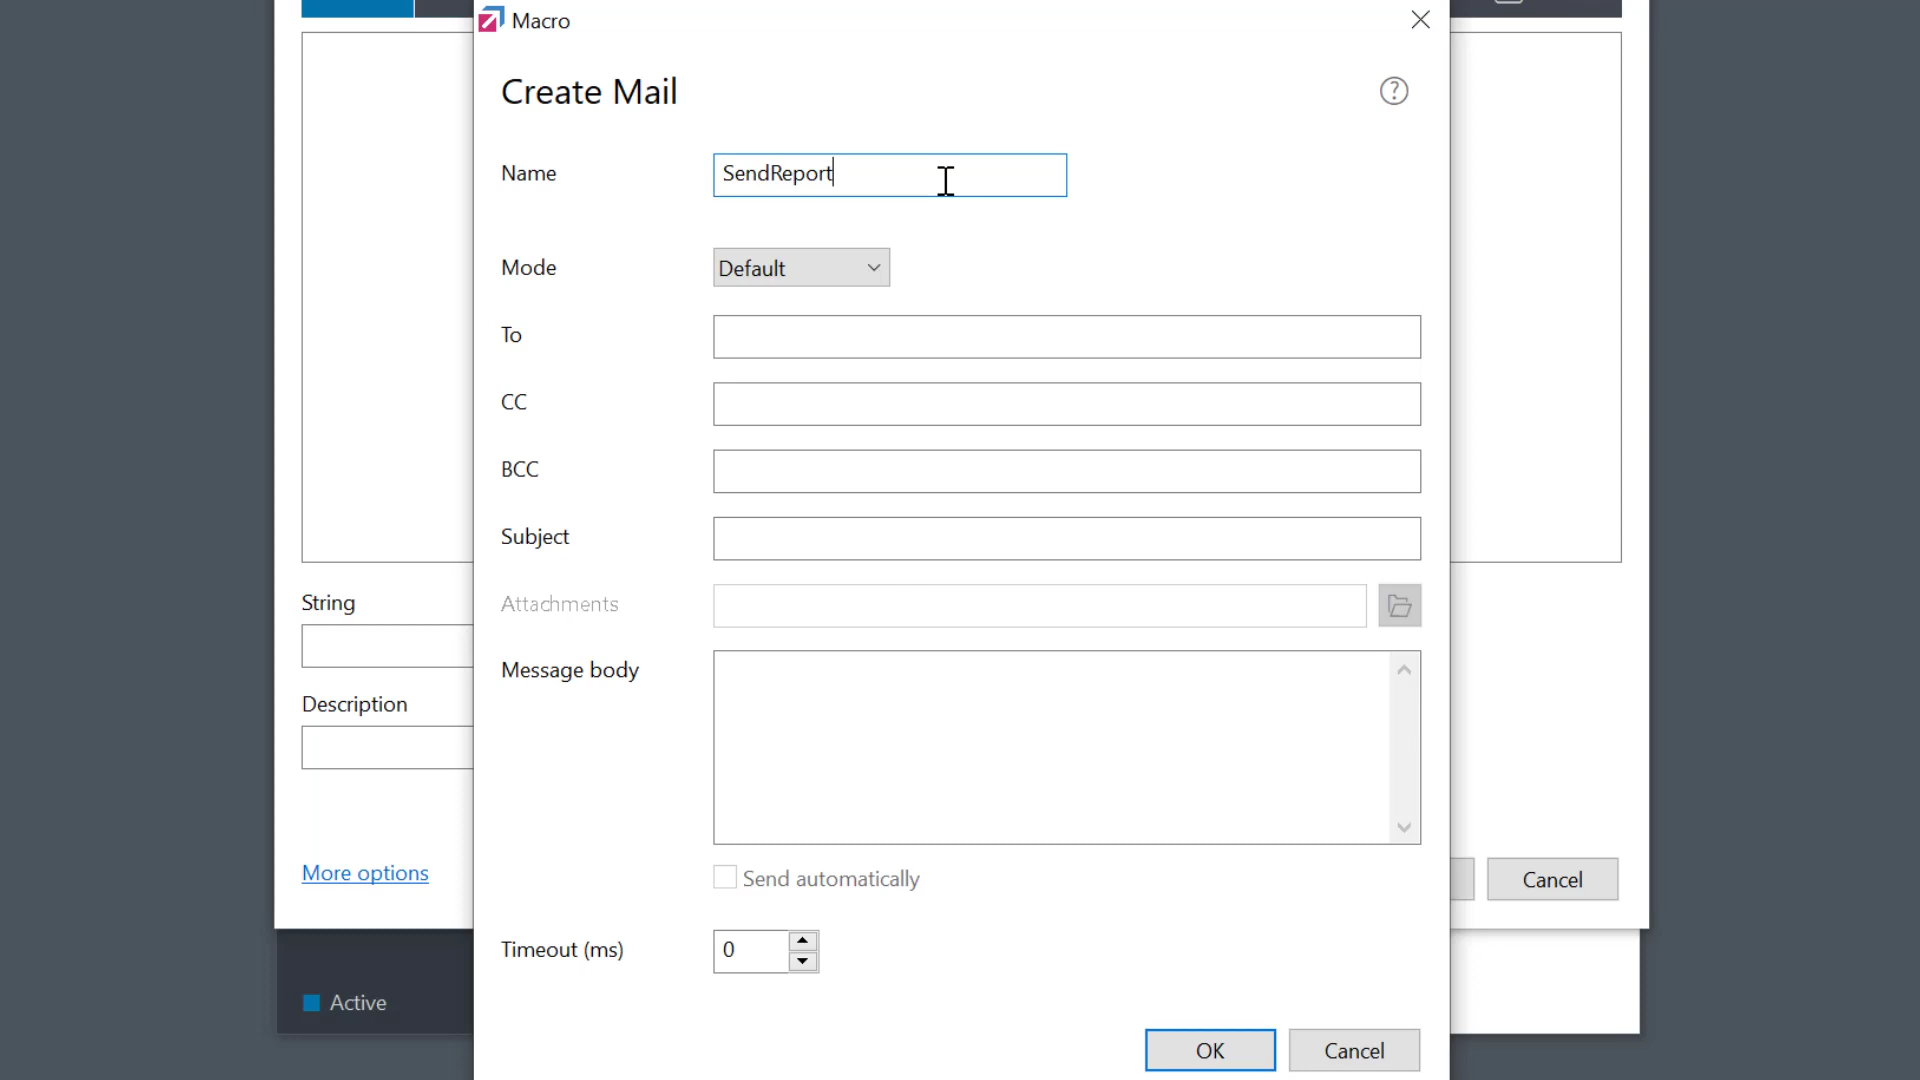 Macro
Create Mail
?
Name
SendReport
Mode
Default
To
CC
BCC
Subject
Attachments
Message body
Send automatically
Timeout (ms)
0
OK
Cancel
String
Description
More options
Cancel
Active